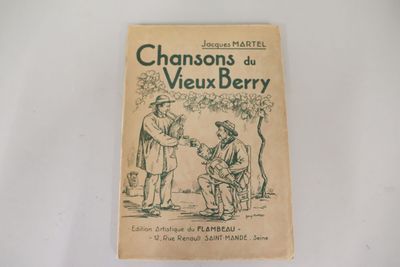 Jacques MARTEL
Chansons du
Vieux Berry
Edition Artistique du FLAMBEAU -
- 12, Rue Renault SAINT-MANDÉ, Seine